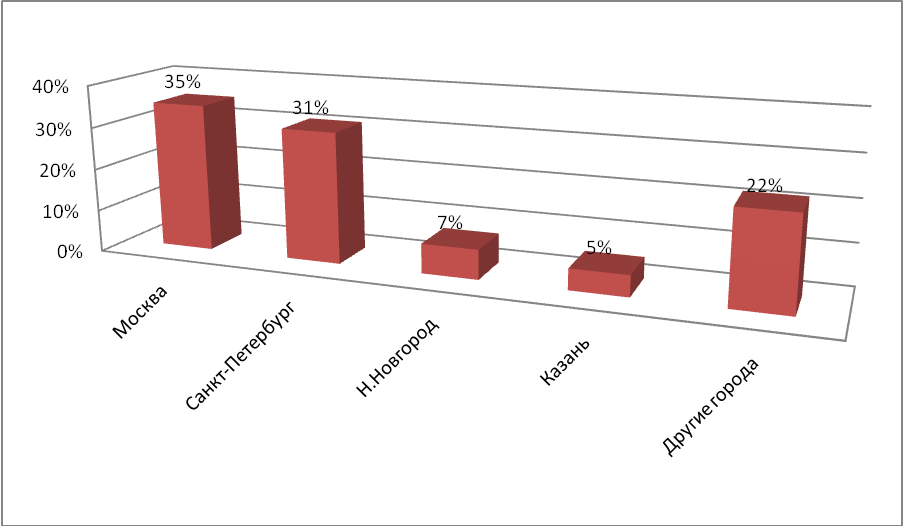 40%
30%
20%
10%
0%
35%
31%
7%
5%
22%
Москва
Санкт-Петербург
Н.Новгород
Казань
Другие города